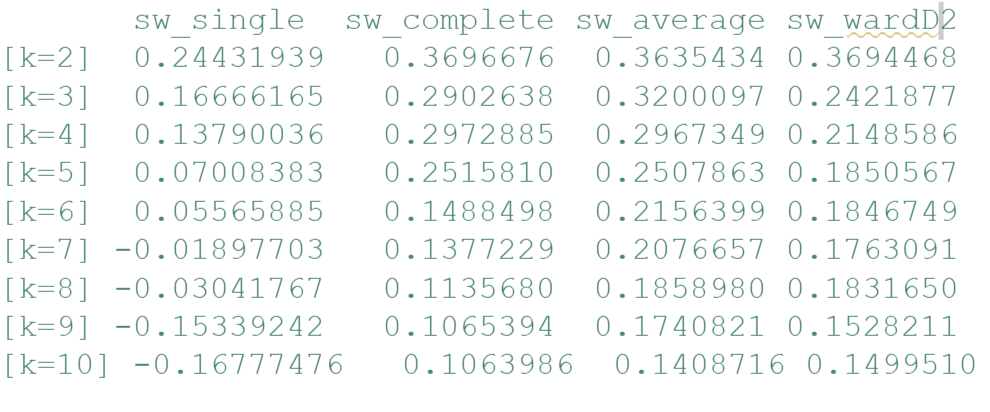 sw_single sw_complete sw_average sw_wardD2
[k=2] 0.24431939 0.3696676 0.3635434 0.3694468
[k=3] 0.16666165 0.2902638 0.3200097 0.2421877
[k=4] 0.13790036 0.2972885 0.2967349 0.2148586
[k=5] 0.07008383 0.2515810 0.2507863 0.1850567
[k=6] 0.05565885 0.1488498 0.2156399 0.1846749
[k=7] -0.01897703 0.1377229 0.2076657 0.1763091
[k=8] -0.03041767 0.1135680 0.1858980 0.1831650
[k=9] -0.15339242 0.1065394 0.1740821 0.1528211
[k=10] -0.16777476 0.1063986 0.1408716 0.1499510